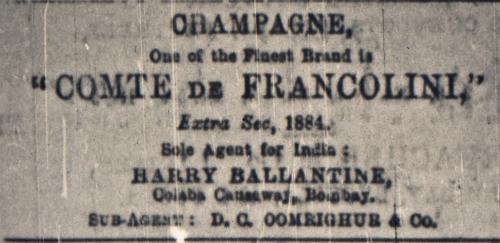 CHAMPAGNE,
One of the Finest Brand is
"COMTE DE FRANCOLINI,"
Extra Sec, 1884.
Sole Agent for India :
HARRY BALLANTINE,
Colaba Causeway, Bombay.
SUB-AGENT: D. C. OOMRIGHUR & Co.